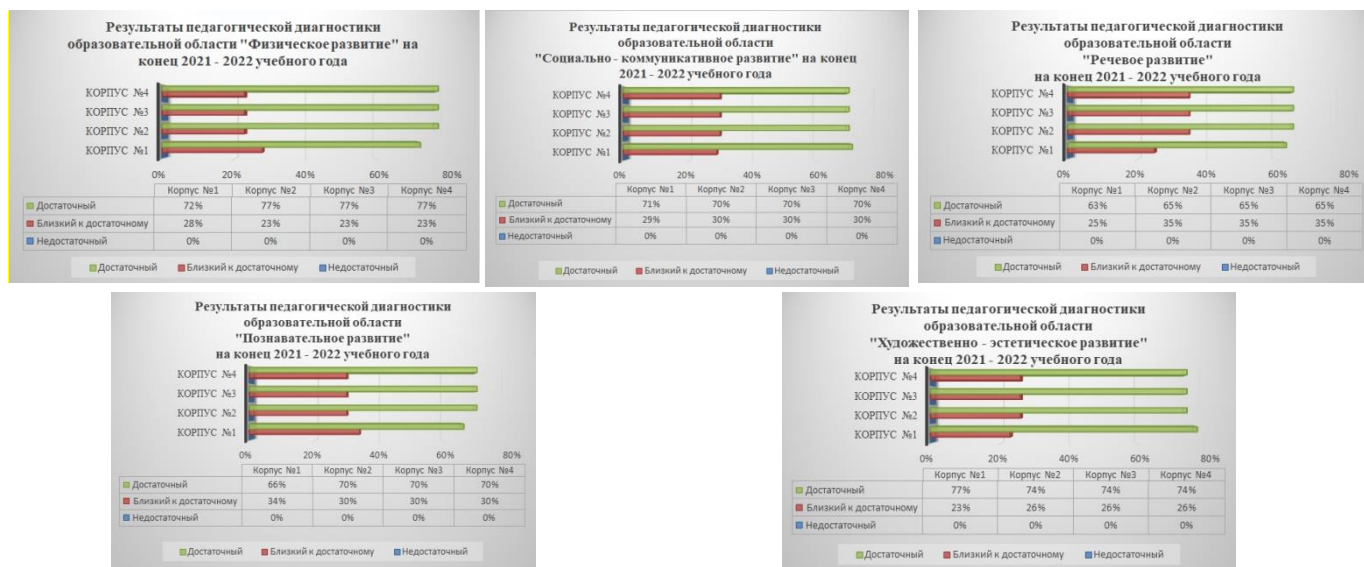 Результаты педагогической диагностики
образовательной области "Физическое развитие" на
конец 2021 - 2022 учебного года
КОРПУС №4
КОРПУС №3
КОРПУС №2
КОРПУС №1
0% 20% 40% 60% 80%
Корпус №1 Корпус №2 Корпус №3 Корпус №4
Достаточный 72% 77% 77% 77%
Близкий к достаточному 28% 23% 23% 23%
Недостаточный 0% 0% 0% 0%
Достаточный Близкий к достаточному Недостаточный
Результаты педагогической диагностики
образовательной области
"Социально - коммуникативное развитие" на конец
2021 - 2022 учебного года
КОРПУС №4
КОРПУС №3
КОРПУС №2
КОРПУС №1
0% 20% 40% 60% 80%
Корпус №1 Корпус №2 Корпус №3 Корпус №4
Достаточный 71% 70% 70% 70%
Близкий к достаточному 29% 30% 30% 30%
Недостаточный 0% 0% 0% 0%
Достаточный Близкий к достаточному Недостаточный
Результаты педагогической диагностики
образовательной области
"Речевое развитие"
на конец 2021 - 2022 учебного года
КОРПУС №4
КОРПУС №3
КОРПУС №2
КОРПУС №1
0% 20% 40% 60% 80%
Корпус №1 Корпус №2 Корпус №3 Корпус №4
Достаточный 63% 65% 65% 65%
Близкий к достаточному 25% 35% 35% 35%
Недостаточный 0% 0% 0% 0%
Достаточный Близкий к достаточному Недостаточный
Результаты педагогической диагностики
образовательной области
"Познавательное развитие"
на конец 2021 - 2022 учебного года
КОРПУС №4
КОРПУС №3
КОРПУС №2
КОРПУС №1
0% 20% 40% 60% 80%
Корпус №1 Корпус №2 Корпус №3 Корпус №4
Достаточный 66% 70% 70% 70%
Близкий к достаточному 34% 30% 30% 30%
Недостаточный 0% 0% 0% 0%
Достаточный Близкий к достаточному Недостаточный
Результаты педагогической диагностики
образовательной области
"Художественно - эстетическое развитие"
на конец 2021 - 2022 учебного года
КОРПУС №4
КОРПУС №3
КОРПУС №2
КОРПУС №1
0% 20% 40% 60% 80%
Корпус №1 Корпус №2 Корпус №3 Корпус №4
Достаточный 77% 74% 74% 74%
Близкий к достаточному 23% 26% 26% 26%
Недостаточный 0% 0% 0% 0%
Достаточный Близкий к достаточному Недостаточный